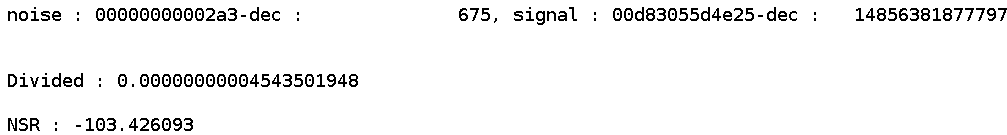 noise : 00000000002a3-dec :              675, signal : 00d83055d4e25-dec :   14856381877797
Divided : 0.00000000004543501948
NSR : -103.426093